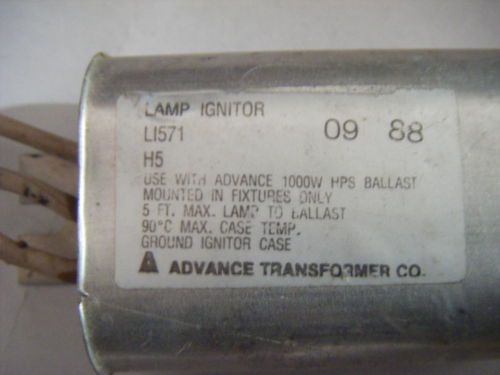 LAMP IGNITOR
LI571 09 88
H5
USE WITH ADVANCE 1000W HPS BALLAST
MOUNTED IN FIXTURES ONLY
5 FT. MAX. LAMP TO BALLAST
90°C MAX. CASE TEMP.
GROUND IGNITOR CASE
ADVANCE TRANSFORMER CO.